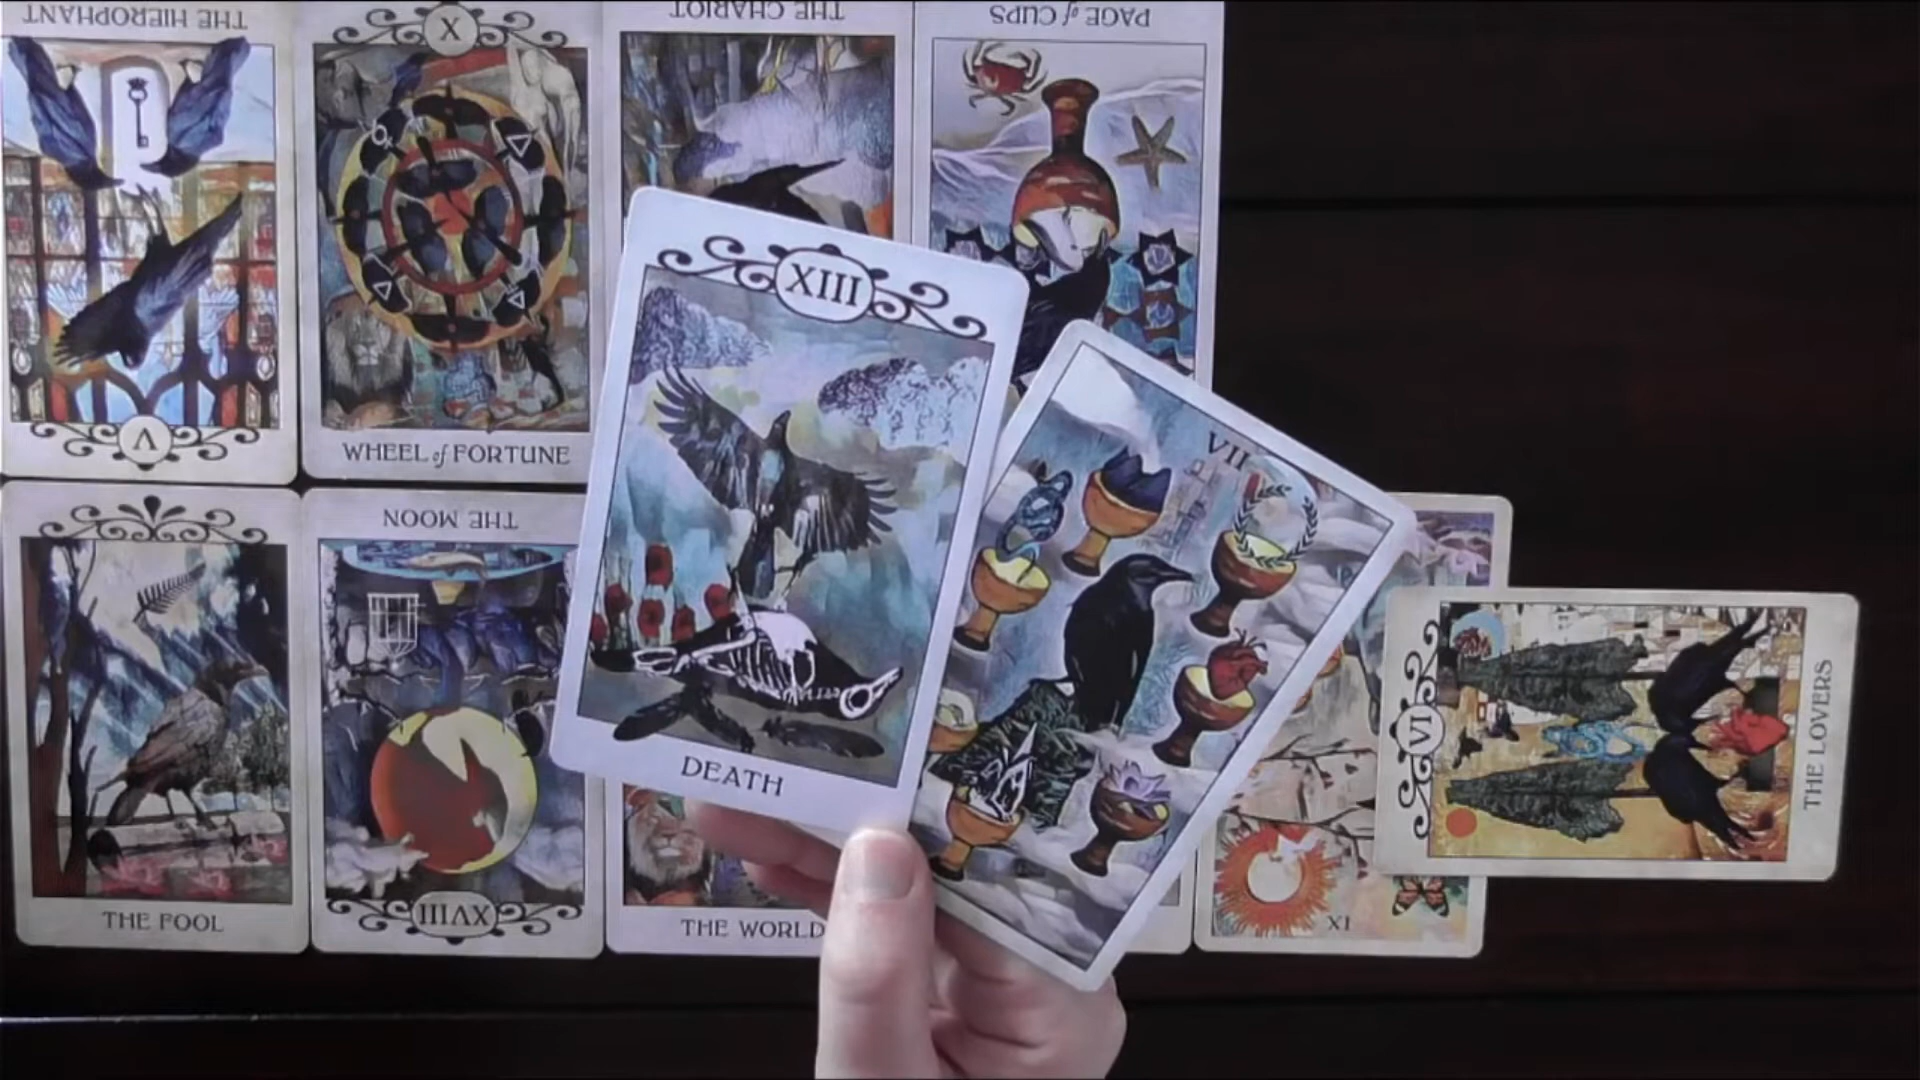 THE HIEROPHANT
X
THE CHARIOT
PAGE of CUPS
V
WHEEL of FORTUNE
XIII
VII
THE MOON
DEATH
VI
THE LOVERS
THE FOOL
XVIII
THE WORLD
XI